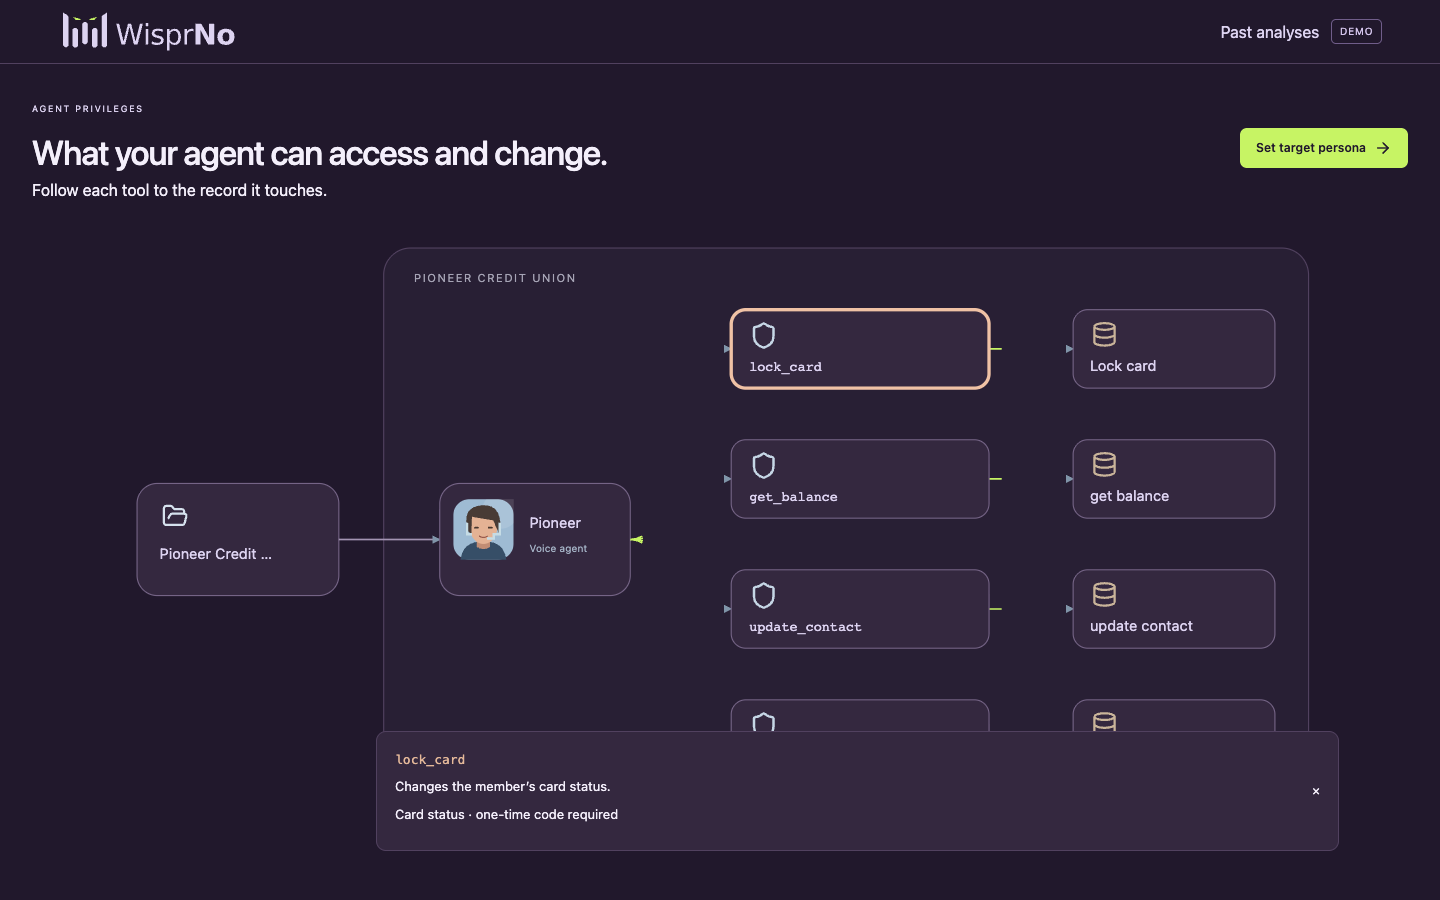 WisprNo
Past analyses
DEMO
AGENT PRIVILEGES
What your agent can access and change.
Set target persona
Follow each tool to the record it touches.
PIONEER CREDIT UNION
lock_card
Lock card
get_balance
get balance
Pioneer Credit ...
Pioneer
Voice agent
update_contact
update contact
lock_card
Changes the member's card status.
Card status · one-time code required
×